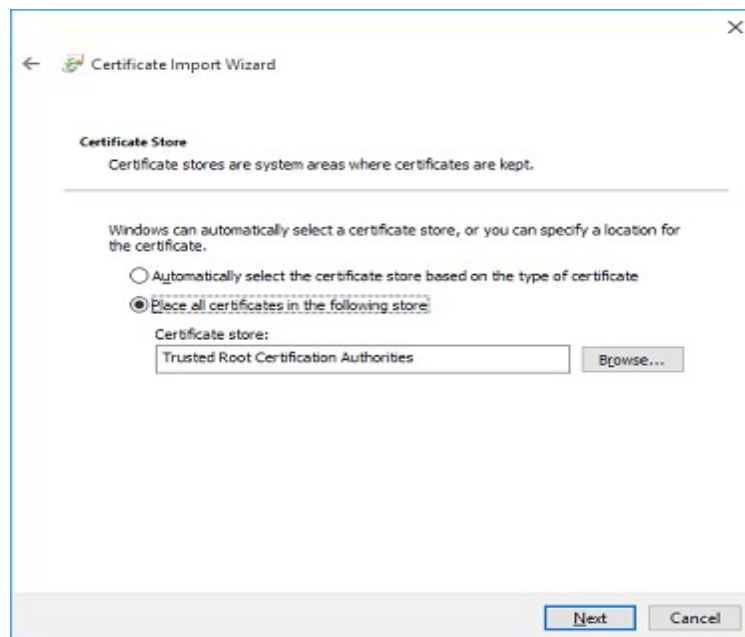 Certificate Import Wizard
Certificate Store
Certificate stores are system areas where certificates are kept.
Windows can automatically select a certificate store, or you can specify a location for
the certificate.
Automatically select the certificate store based on the type of certificate
Place all certificates in the following store
Certificate store:
Trusted Root Certification Authorities
Browse...
Next
Cancel